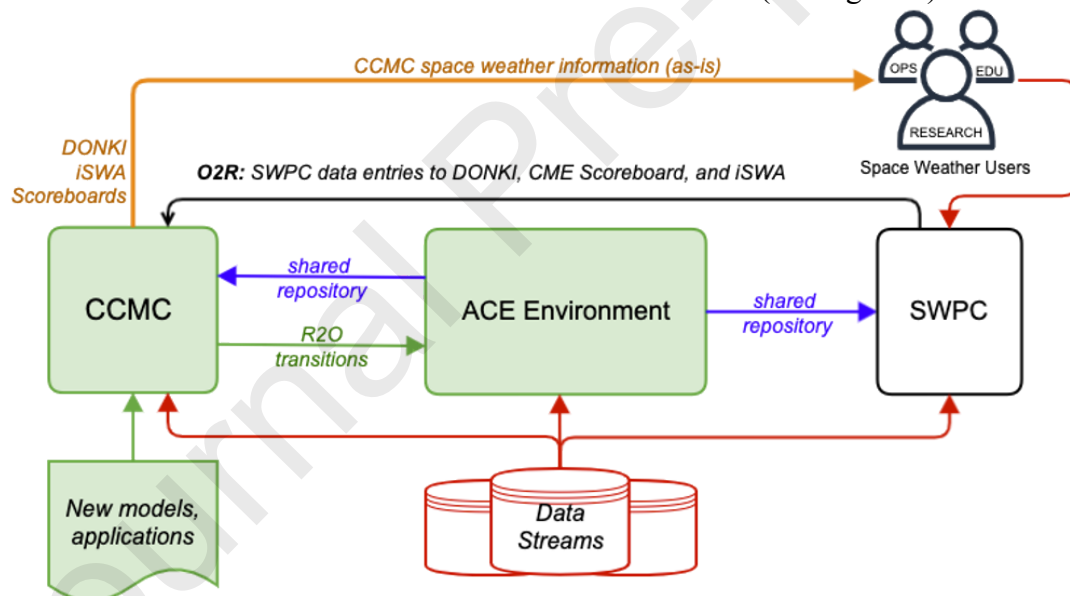 CCMC space weather information (as-is)
OPS
EDU
RESEARCH
Space Weather Users
DONKI
iSWA
Scoreboards
O2R: SWPC data entries to DONKI, CME Scoreboard, and iSWA
CCMC
shared
repository
R2O
transitions
ACE Environment
shared
repository
SWPC
New models,
applications
Data
Streams